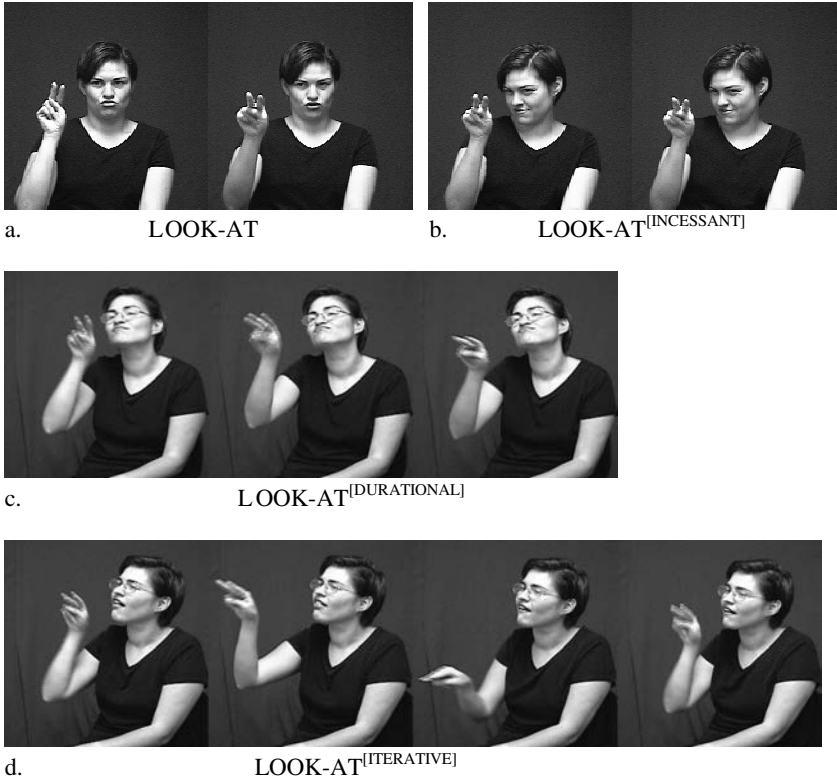 a. LOOK-AT b. LOOK-AT[INCESSANT]
c. LOOK-AT[DURATIONAL]
d. LOOK-AT[ITERATIVE]